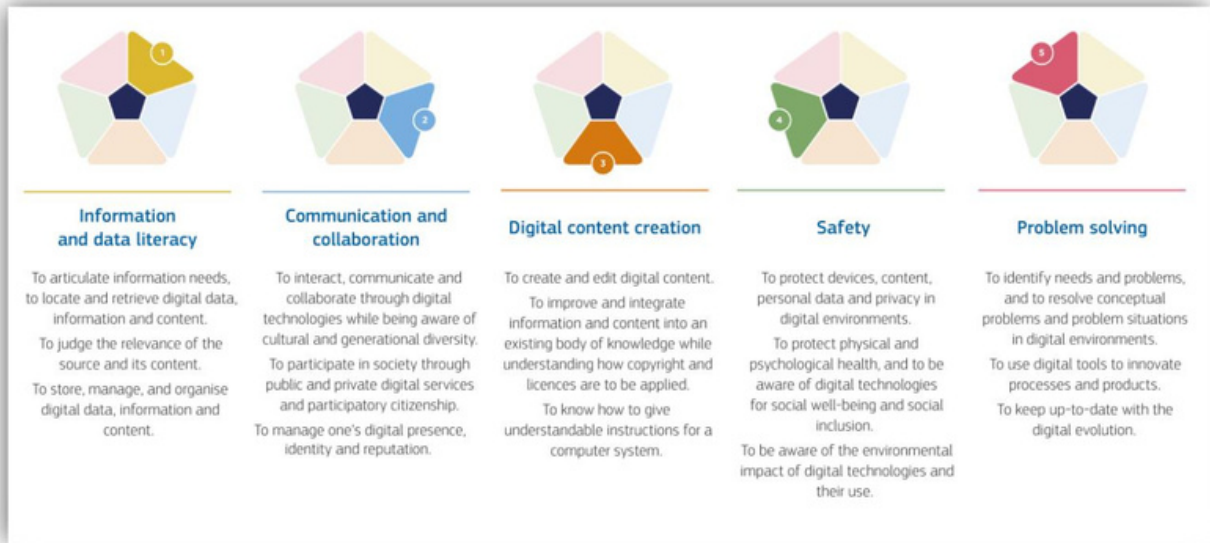 1
Information
and data literacy
To articulate information needs,
to locate and retrieve digital data,
information and content.
To judge the relevance of the
source and its content.
To store, manage, and organise
digital data, information and
content.
2
Communication and
collaboration
To interact, communicate and
collaborate through digital
technologies while being aware of
cultural and generational diversity.
To participate in society through
public and private digital services
and participatory citizenship.
To manage one's digital presence,
identity and reputation.
3
Digital content creation
To create and edit digital content.
To improve and integrate
information and content into an
existing body of knowledge while
understanding how copyright and
licences are to be applied.
To know how to give
understandable instructions for a
computer system.
4
Safety
To protect devices, content,
personal data and privacy in
digital environments.
To protect physical and
psychological health, and to be
aware of digital technologies
for social well-being and social
inclusion.
To be aware of the environmental
impact of digital technologies and
their use.
5
Problem solving
To identify needs and problems,
and to resolve conceptual
problems and problem situations
in digital environments.
To use digital tools to innovate
processes and products.
To keep up-to-date with the
digital evolution.